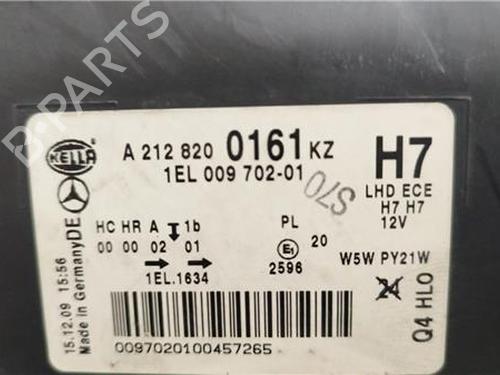 B-PARTS
HELLA
A 212 820 0161 KZ
1EL 009 702-01
H7
LHD ECE
H7 H7
12V
S70
DE
HC HR A 1b
00 00 02 01
1EL.1634
PL
E1 20
2596
W5W PY21W
24
Q4 HLO
15.12.09 15:56
Made in Germany
0097020100457265